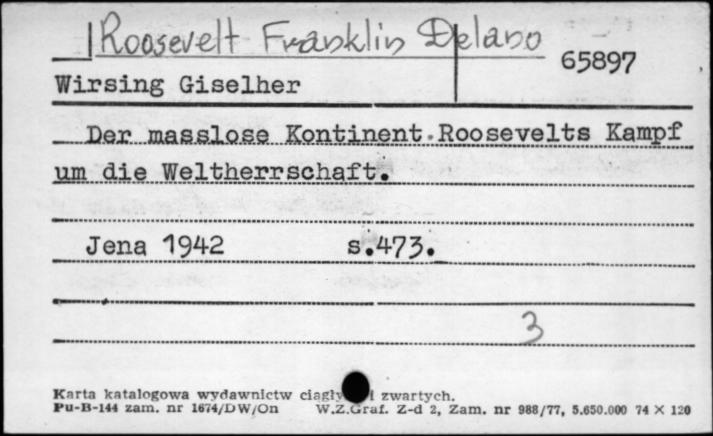 Roosevelt Franklin Delano
65897
Wirsing Giselher
Der masslose Kontinent.Roosevelts Kampf
um die Weltherrschaft.
Jena 1942 s.473.
3
Karta katalogowa wydawnictw ciągły i zwartych.
Pu-B-144 zam. nr 1674/DW/On W.Z.Graf. Z-d 2, Zam. nr 988/77, 5.650.000 74 X 120